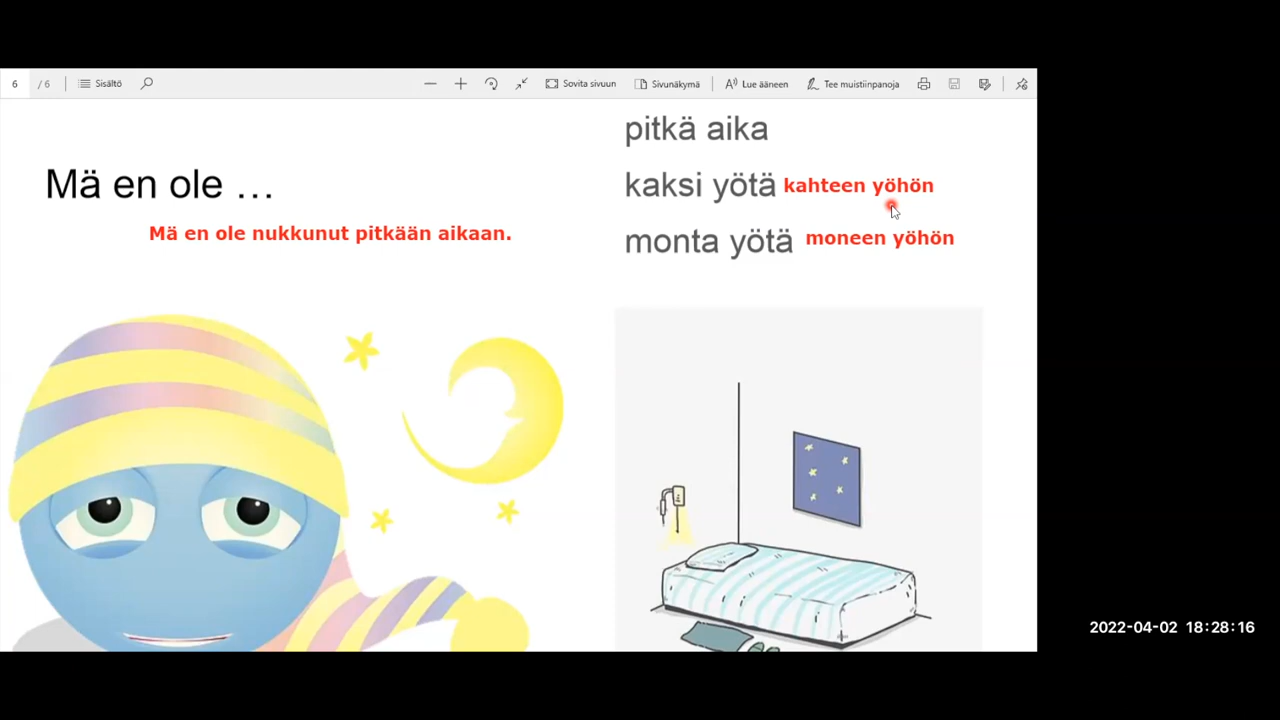 6 / 6 Sisältö Sovita sivuun Sivunäkymä Lue ääneen Tee muistiinpanoja
pitkä aika
Mä en ole …
kaksi yötä kahteen yöhön
Mä en ole nukkunut pitkään aikaan.
monta yötä moneen yöhön
2022-04-02 18:28:16